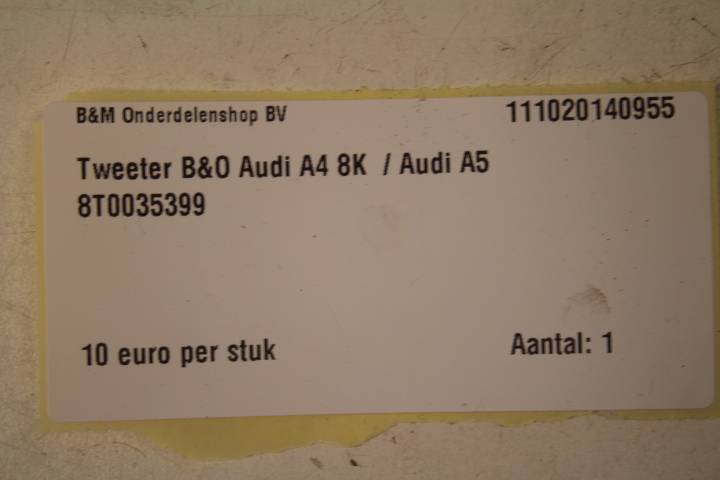 B&M Onderdelenshop BV 111020140955
Tweeter B&O Audi A4 8K / Audi A5
8T0035399
10 euro per stuk Aantal: 1